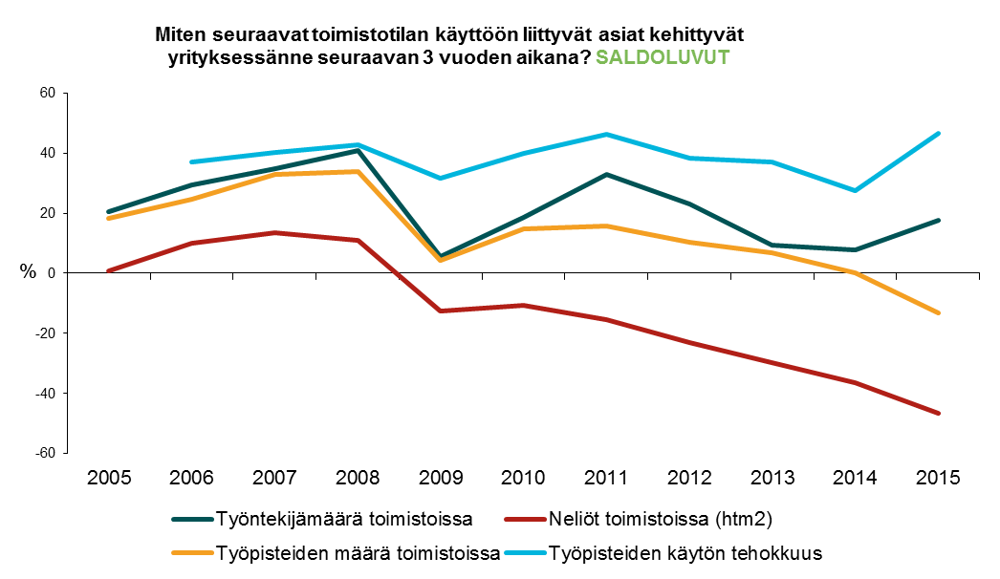 Miten seuraavat toimistotilan käyttöön liittyvät asiat kehittyvät
yrityksessänne seuraavan 3 vuoden aikana? SALDOLUVUT
60
40
20
% 0
-20
-40
-60
2005 2006 2007 2008 2009 2010 2011 2012 2013 2014 2015
Työntekijämäärä toimistoissa Neliöt toimistoissa (htm2)
Työpisteiden määrä toimistoissa Työpisteiden käytön tehokkuus